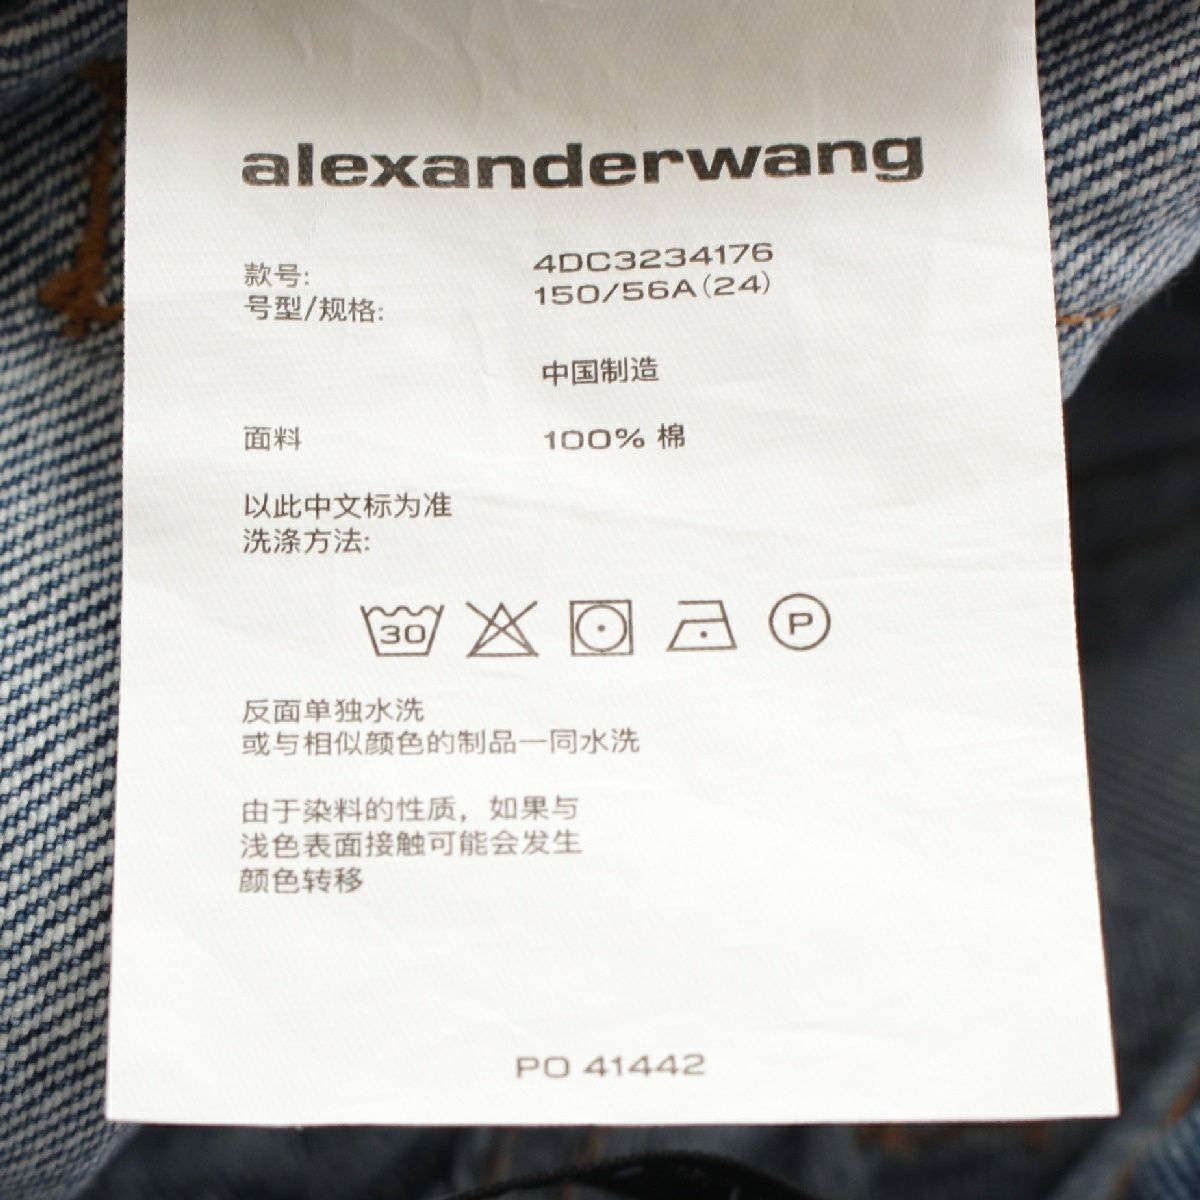 alexanderwang
款号: 4DC3234176
号型/规格: 150/56A(24)
中国制造
面料 100% 棉
以此中文标为准
洗涤方法:
30 P
反面单独水洗
或与相似颜色的制品一同水洗
由于染料的性质，如果与
浅色表面接触可能会发生
颜色转移
PO 41442